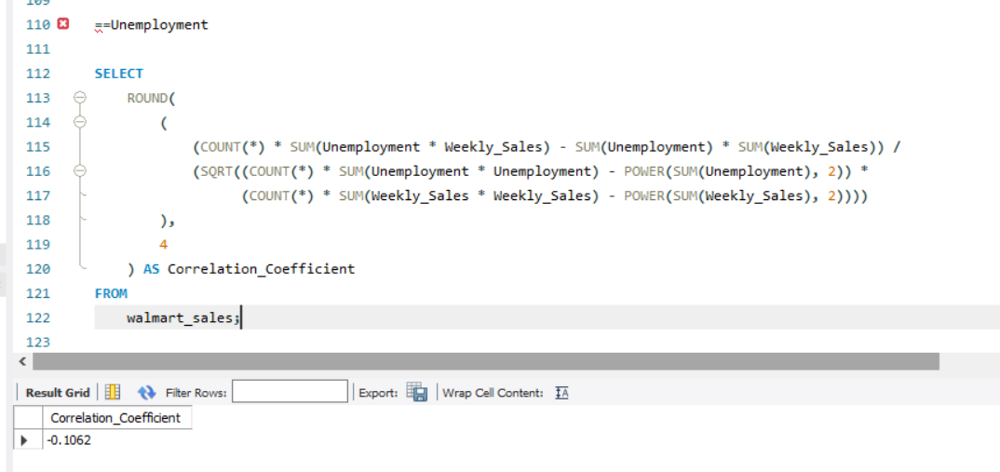 109
110 ==Unemployment
111
112 SELECT
113 ROUND(
114 (
115 (COUNT(*) * SUM(Unemployment * Weekly_Sales) - SUM(Unemployment) * SUM(Weekly_Sales)) /
116 (SQRT((COUNT(*) * SUM(Unemployment * Unemployment) - POWER(SUM(Unemployment), 2)) *
117 (COUNT(*) * SUM(Weekly_Sales * Weekly_Sales) - POWER(SUM(Weekly_Sales), 2))))
118 ),
119 4
120 ) AS Correlation_Coefficient
121 FROM
122 walmart_sales;
123
Result Grid Filter Rows: Export: Wrap Cell Content: IA
Correlation_Coefficient
-0.1062